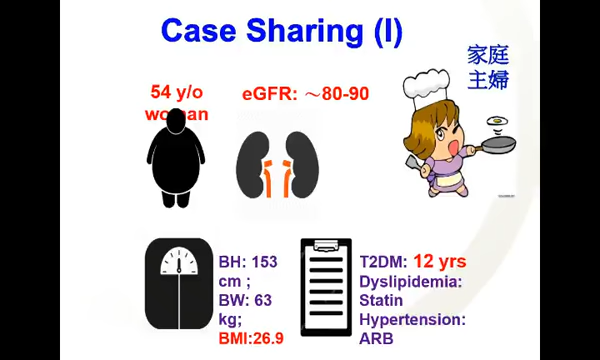 Case Sharing (I)
家庭
主婦
54 y/o
woman
eGFR: ～80-90
BH: 153
cm ;
BW: 63
kg;
BMI:26.9
T2DM: 12 yrs
Dyslipidemia:
Statin
Hypertension:
ARB